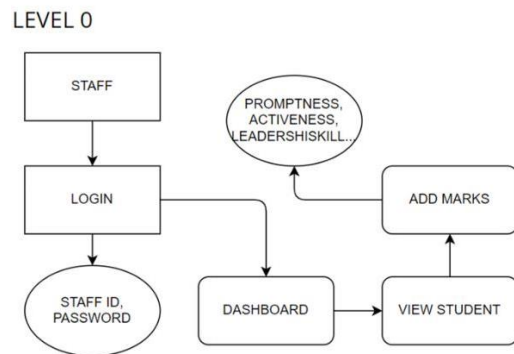 LEVEL 0
STAFF
PROMPTNESS,
ACTIVENESS,
LEADERSHISKILL...
LOGIN
ADD MARKS
STAFF ID,
PASSWORD
DASHBOARD
VIEW STUDENT